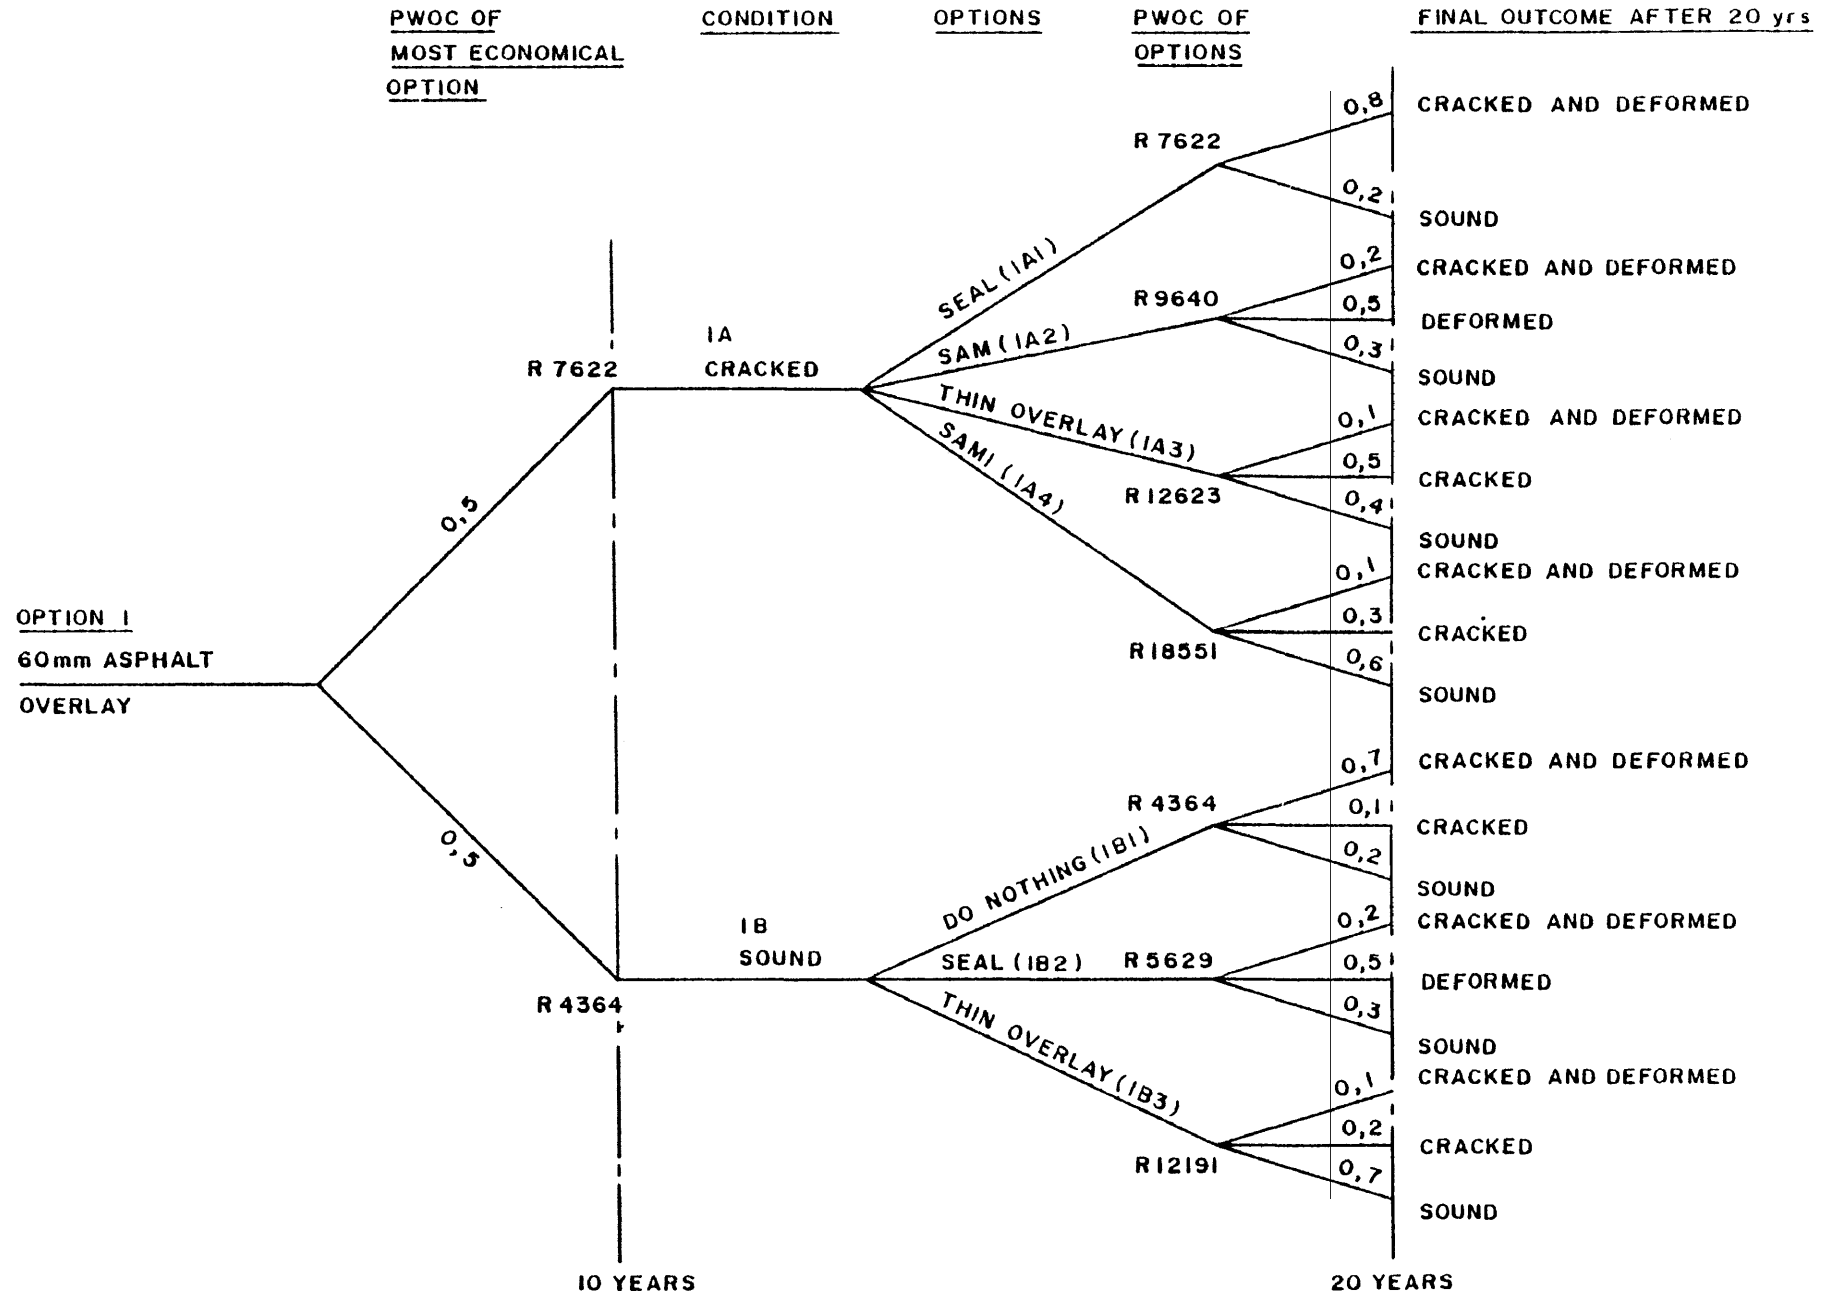 PWOC OF
MOST ECONOMICAL
OPTION
CONDITION
OPTIONS
PWOC OF
OPTIONS
FINAL OUTCOME AFTER 20 yrs
OPTION 1
60mm ASPHALT
OVERLAY
0,5
0,5
R 7622
R 4364
1A
CRACKED
1B
SOUND
SEAL (1A1)
SAM (1A2)
THIN OVERLAY (1A3)
SAMI (1A4)
DO NOTHING (1B1)
SEAL (1B2)
THIN OVERLAY (1B3)
R 7622
0,8
CRACKED AND DEFORMED
0,2
SOUND
R 9640
0,2
CRACKED AND DEFORMED
0,5
DEFORMED
0,3
SOUND
R 12623
0,1
CRACKED AND DEFORMED
0,5
CRACKED
0,4
SOUND
R 18551
0,1
CRACKED AND DEFORMED
0,3
CRACKED
0,6
SOUND
R 4364
0,7
CRACKED AND DEFORMED
0,1
CRACKED
0,2
SOUND
R 5629
0,2
CRACKED AND DEFORMED
0,5
DEFORMED
0,3
SOUND
R 12191
0,1
CRACKED AND DEFORMED
0,2
CRACKED
0,7
SOUND
10 YEARS
20 YEARS